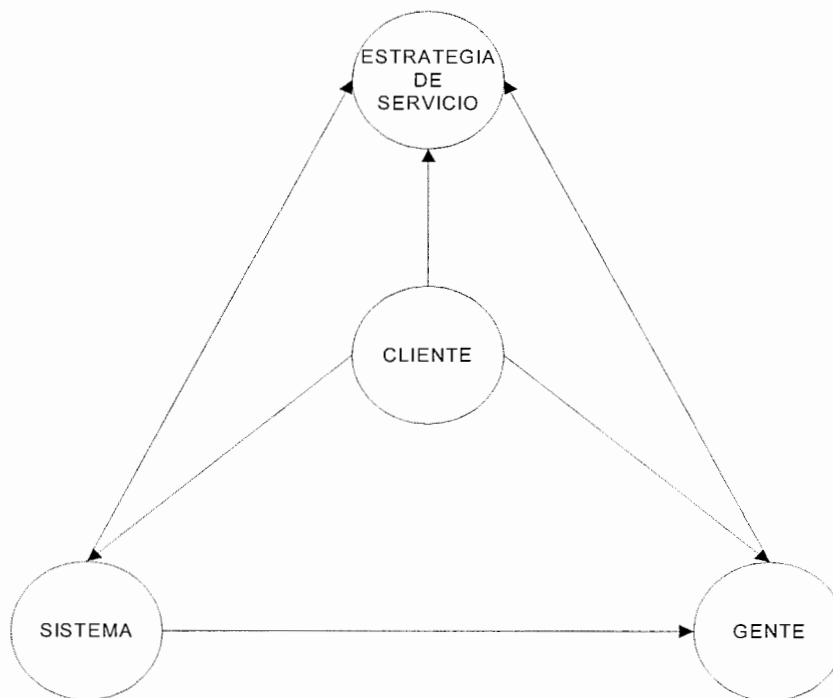 ESTRATEGIA
DE
SERVICIO
CLIENTE
SISTEMA
GENTE